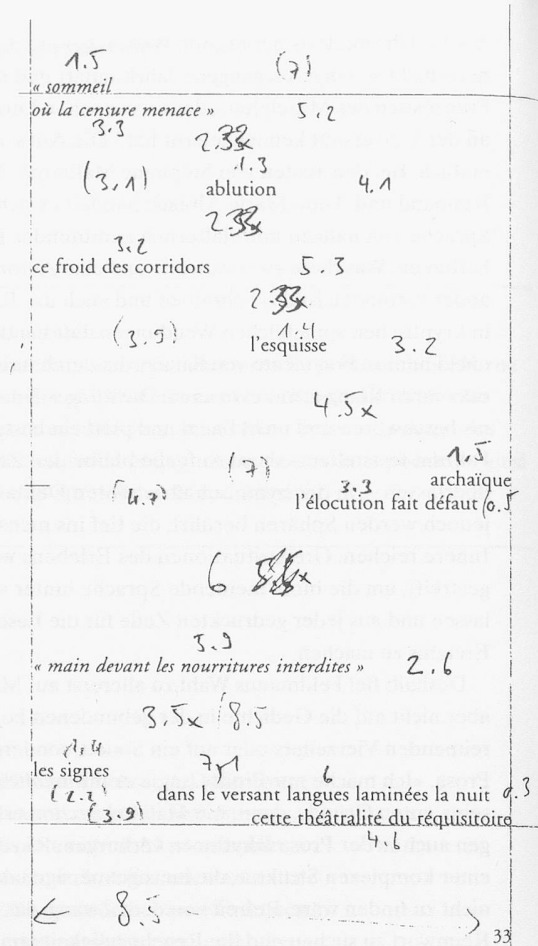 1.5 (7)
« sommeil
où la censure menace » 5.2
3.3
1.3
(3,1) ablution 4.1
3.2
ce froid des corridors 5.3
1.4
(3.9) l'esquisse 3.2
4.5x
1.5
archaïque
3.3
l'élocution fait défaut (0.5
6
3.9
« main devant les nourritures interdites » 2.6
3.5x 8.5
1.4 7,1 6
les signes
dans le versant langues laminées la nuit 0.3
(3.9) cette théâtralité du réquisitoire
4.6
8.5
33